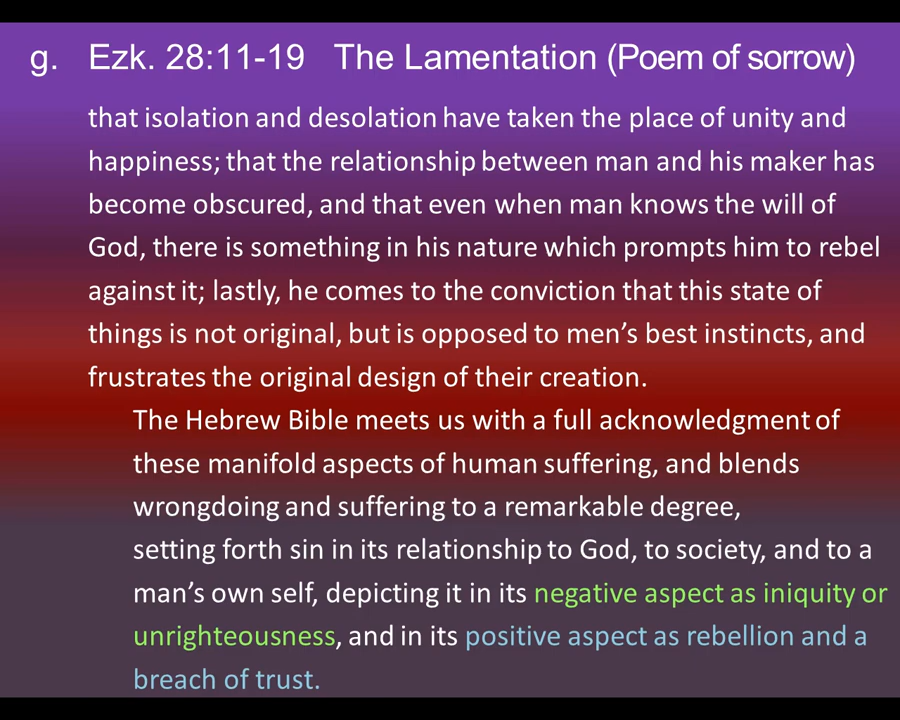 g. Ezk. 28:11-19 The Lamentation (Poem of sorrow)
that isolation and desolation have taken the place of unity and
happiness; that the relationship between man and his maker has
become obscured, and that even when man knows the will of
God, there is something in his nature which prompts him to rebel
against it; lastly, he comes to the conviction that this state of
things is not original, but is opposed to men’s best instincts, and
frustrates the original design of their creation.
The Hebrew Bible meets us with a full acknowledgment of
these manifold aspects of human suffering, and blends
wrongdoing and suffering to a remarkable degree,
setting forth sin in its relationship to God, to society, and to a
man’s own self, depicting it in its negative aspect as iniquity or
unrighteousness, and in its positive aspect as rebellion and a
breach of trust.